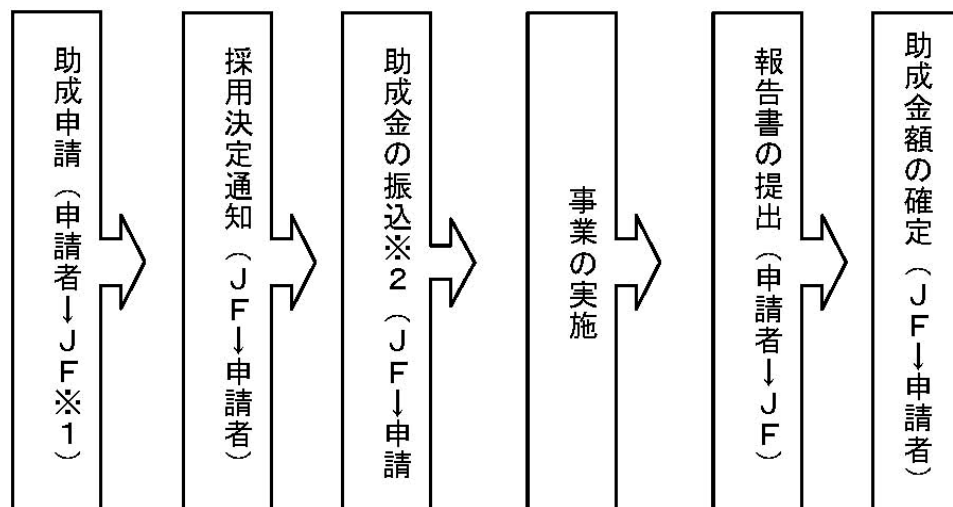 助成申請（申請者→JF※1）
採用決定通知（JF→申請者）
助成金の振込※2（JF→申請
事業の実施
報告書の提出（申請者→JF）
助成金額の確定（JF→申請者）